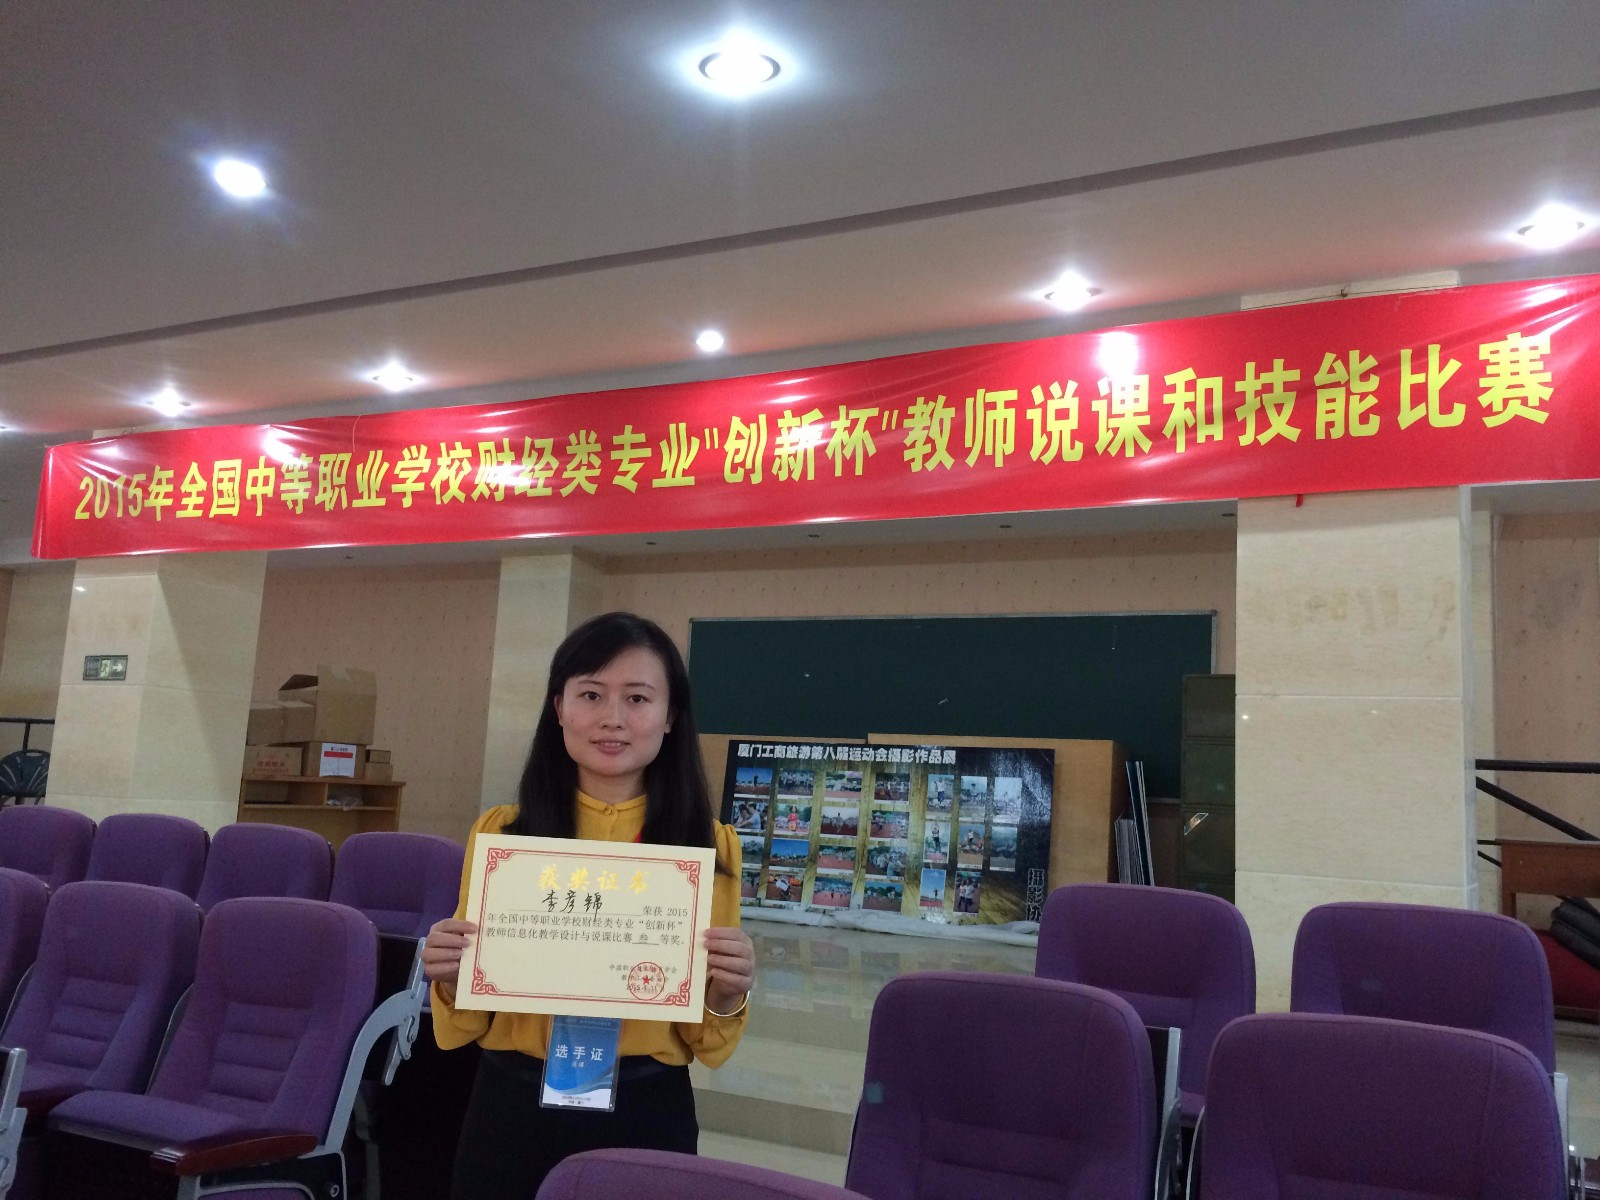 2015年全国中等职业学校财经类专业"创新杯"教师说课和技能比赛
厦门工商旅游第八届运动会摄影作品展
摄影协
获奖证书
李彦锦 荣获 2015
年全国中等职业学校财经类专业“创新杯”
教师信息化教学设计与说课比赛 叁 等奖。
选手证